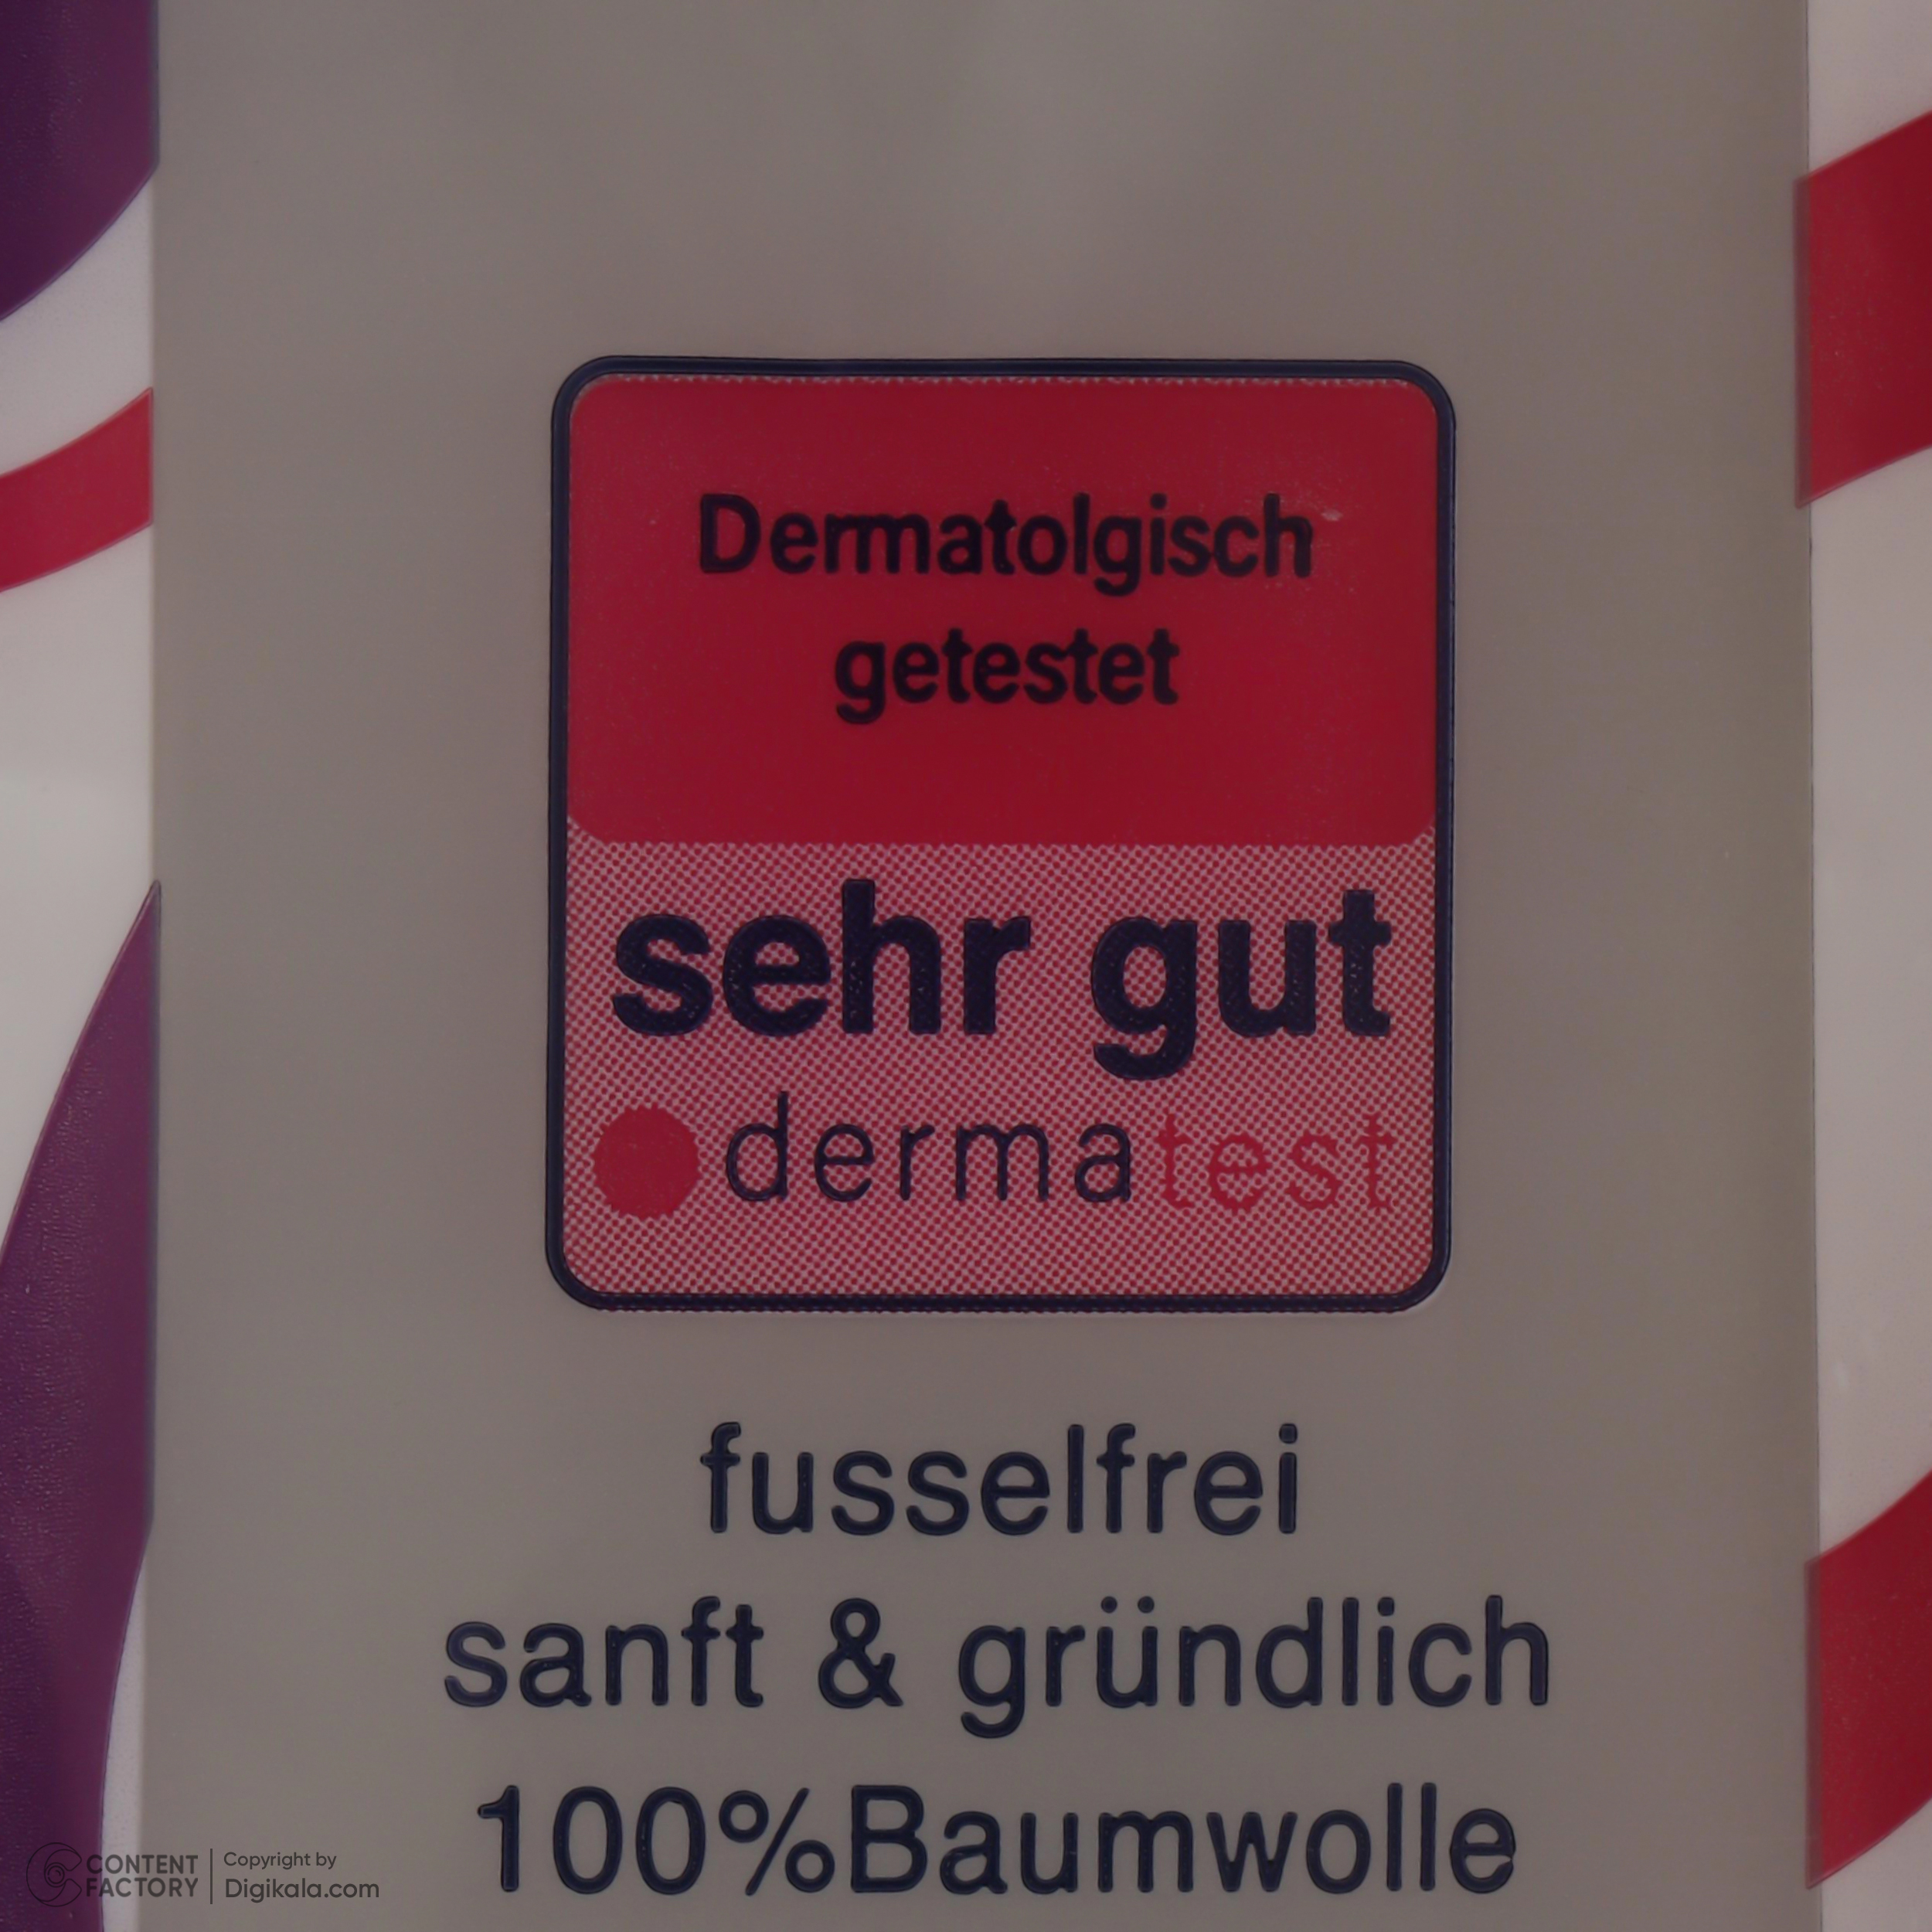 Dermatolgisch
getestet
sehr gut
dermatest
fusselfrei
sanft & gründlich
100%Baumwolle
CONTENT
FACTORY
Copyright by
Digikala.com